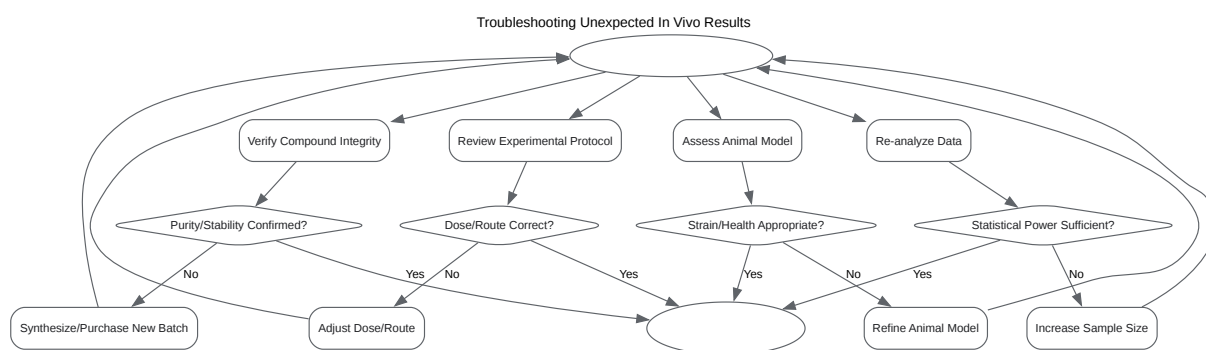 Troubleshooting Unexpected In Vivo Results
Verify Compound Integrity
Review Experimental Protocol
Assess Animal Model
Re-analyze Data
Purity/Stability Confirmed?
Dose/Route Correct?
Strain/Health Appropriate?
Statistical Power Sufficient?
No
Yes
No
Yes
Yes
No
Yes
No
Synthesize/Purchase New Batch
Adjust Dose/Route
Refine Animal Model
Increase Sample Size